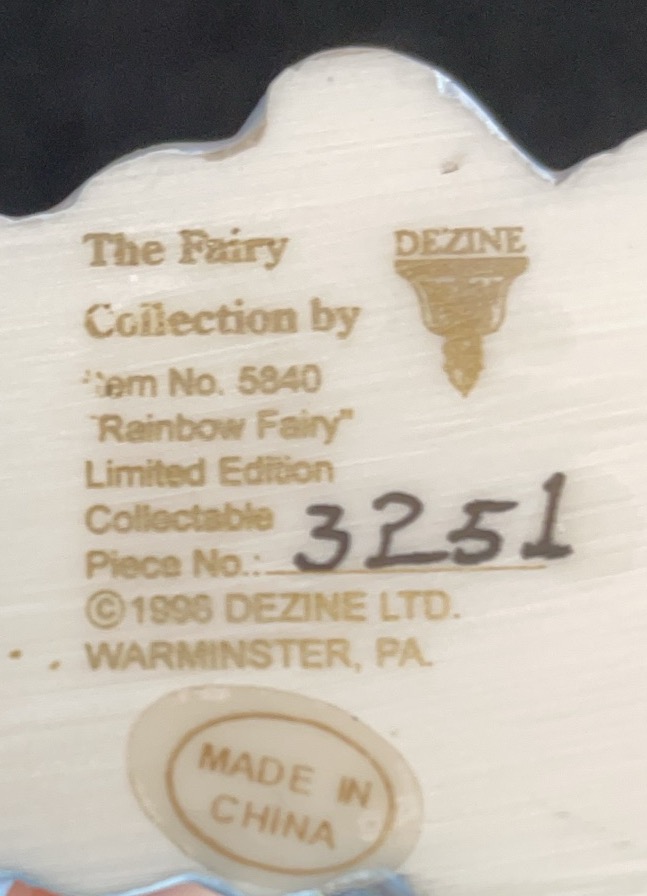 The Fairy
DEZINE
Collection by
Item No. 5840
"Rainbow Fairy"
Limited Edition
Collectable
Piece No.: 3251
©1998 DEZINE LTD.
WARMINSTER, PA.
MADE IN
CHINA